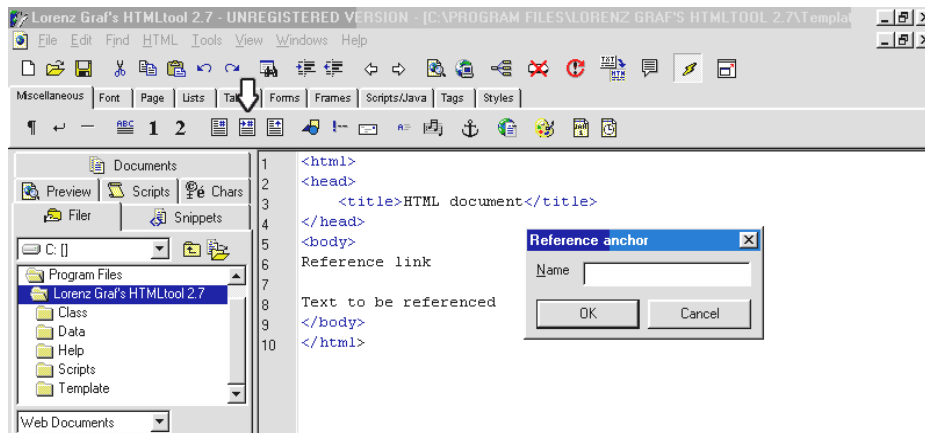 Lorenz Graf's HTMLtool 2.7 - UNREGISTERED VERSION - [C:\PROGRAM FILES\LORENZ GRAF'S HTMLTOOL 2.7\Templat
File Edit Find HTML Tools View Windows Help
Miscellaneous Font Page Lists Forms Frames Scripts/Java Tags Styles
ABC 1 2
Documents
Preview Scripts Chars
Filer Snippets
C: []
Program Files
Lorenz Graf's HTMLtool 2.7
Class
Data
Help
Scripts
Template
Web Documents
1 <html>
2 <head>
3 <title>HTML document</title>
4 </head>
5 <body>
6 Reference link
7
8 Text to be referenced
9 </body>
10 </html>
Reference anchor
Name
OK Cancel